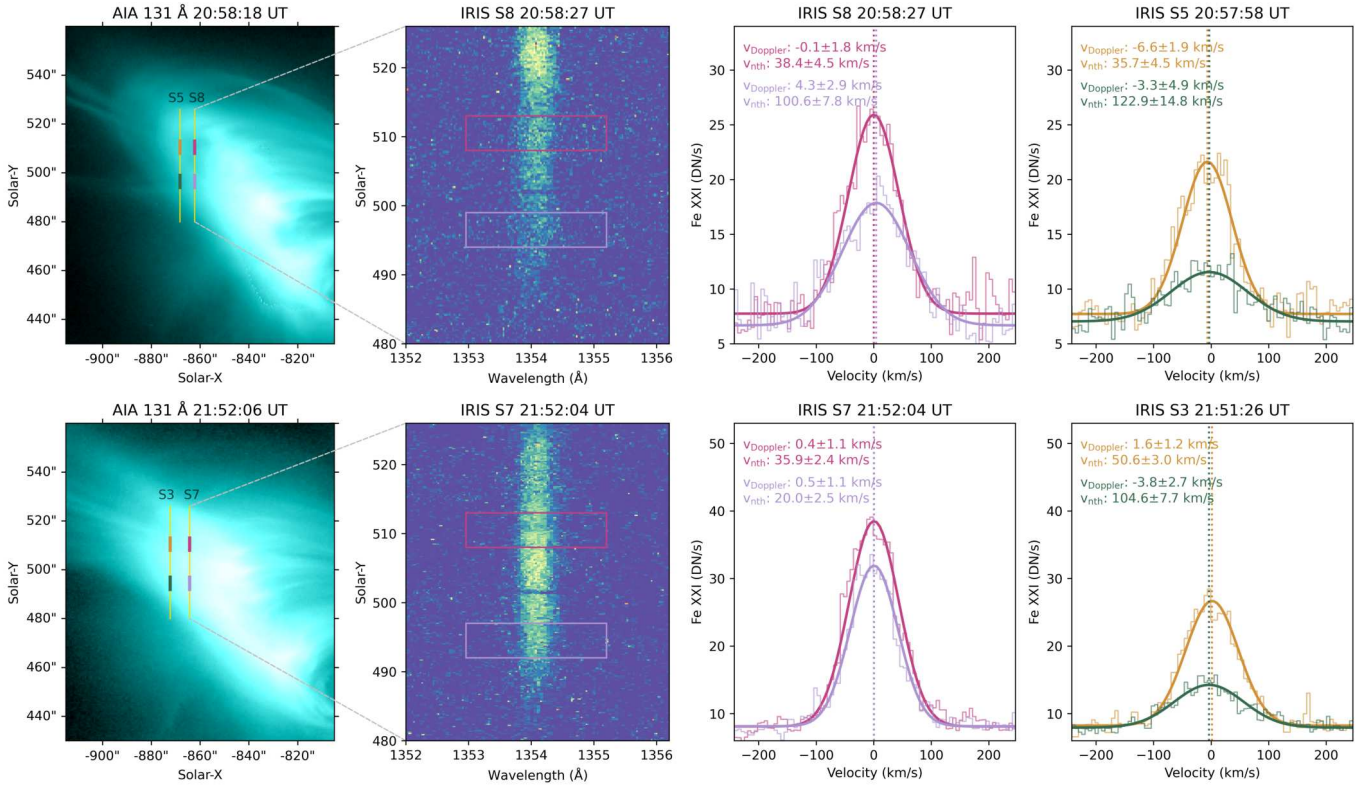 AIA 131 Å 20:58:18 UT
540"
520"
500"
480"
460"
440"
Solar-Y
S5 S8
-900" -880" -860" -840" -820"
Solar-X
IRIS S8 20:58:27 UT
520
510
500
490
480
Solar-Y
1352 1353 1354 1355 1356
Wavelength (Å)
IRIS S8 20:58:27 UT
vDoppler: -0.1±1.8 km/s
vnth: 38.4±4.5 km/s
vDoppler: 4.3±2.9 km/s
vnth: 100.6±7.8 km/s
30
25
20
15
10
5
Fe XXI (DN/s)
−200 −100 0 100 200
Velocity (km/s)
IRIS S5 20:57:58 UT
vDoppler: -6.6±1.9 km/s
vnth: 35.7±4.5 km/s
vDoppler: -3.3±4.9 km/s
vnth: 122.9±14.8 km/s
30
25
20
15
10
5
Fe XXI (DN/s)
−200 −100 0 100 200
Velocity (km/s)
AIA 131 Å 21:52:06 UT
540"
520"
500"
480"
460"
440"
Solar-Y
S3 S7
-900" -880" -860" -840" -820"
Solar-X
IRIS S7 21:52:04 UT
520
510
500
490
480
Solar-Y
1352 1353 1354 1355 1356
Wavelength (Å)
IRIS S7 21:52:04 UT
vDoppler: 0.4±1.1 km/s
vnth: 35.9±2.4 km/s
vDoppler: 0.5±1.1 km/s
vnth: 20.0±2.5 km/s
50
40
30
20
10
Fe XXI (DN/s)
−200 −100 0 100 200
Velocity (km/s)
IRIS S3 21:51:26 UT
vDoppler: 1.6±1.2 km/s
vnth: 50.6±3.0 km/s
vDoppler: -3.8±2.7 km/s
vnth: 104.6±7.7 km/s
50
40
30
20
10
Fe XXI (DN/s)
−200 −100 0 100 200
Velocity (km/s)